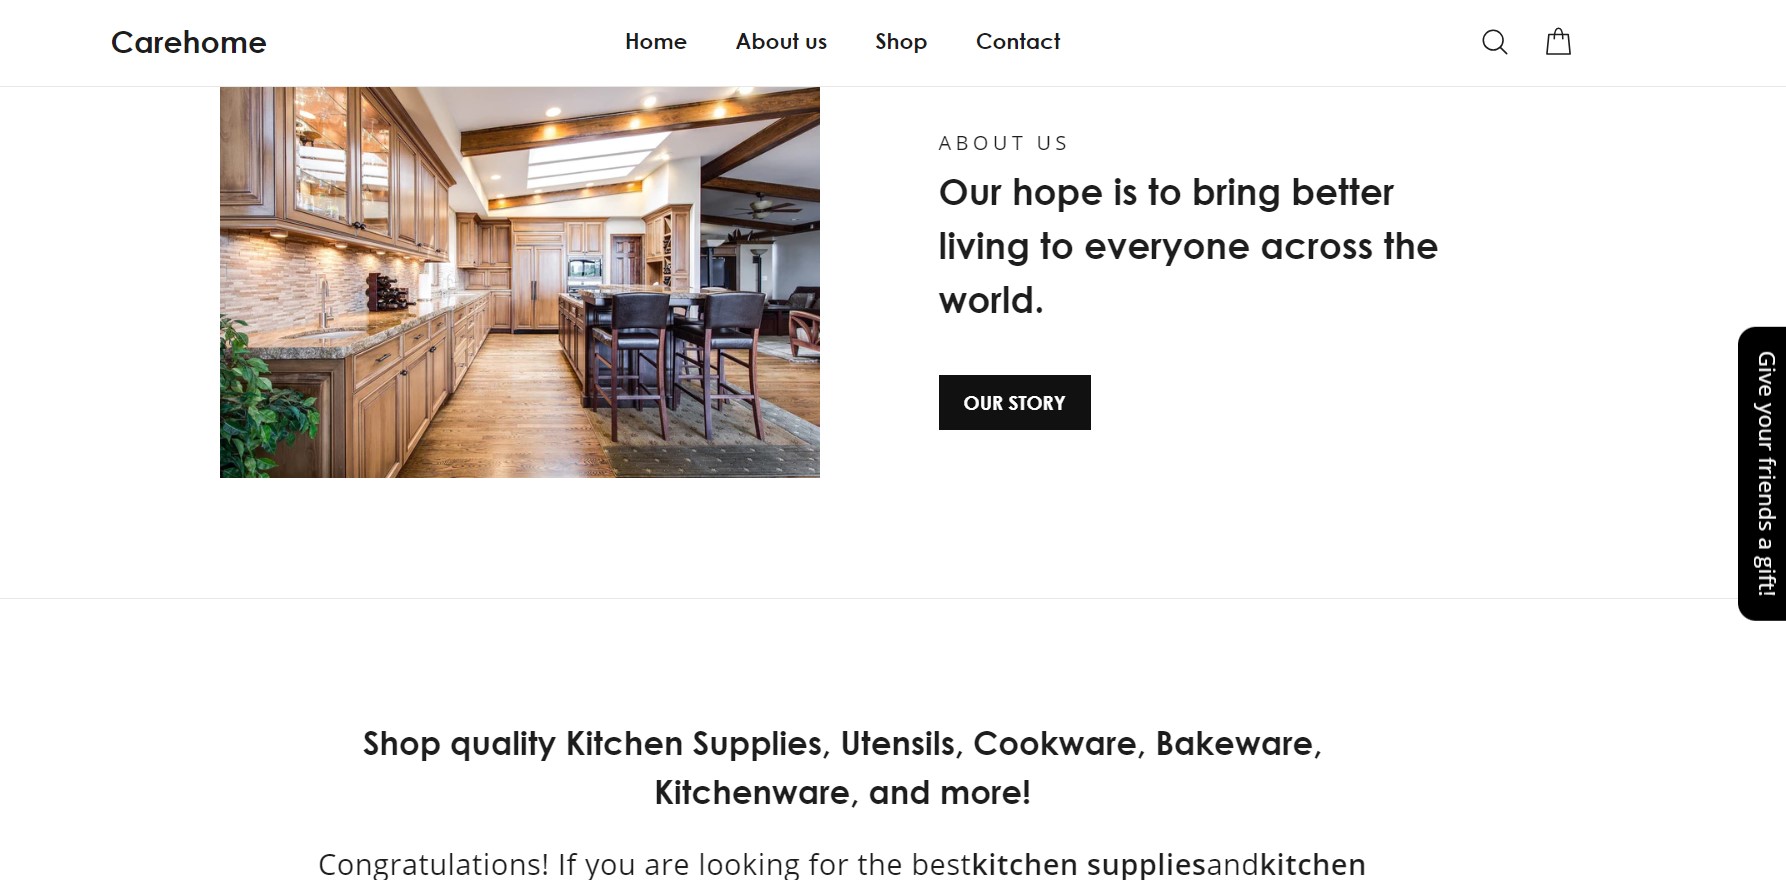 Carehome
Home About us Shop Contact
ABOUT US
Our hope is to bring better
living to everyone across the
world.
OUR STORY
Give your friends a gift!
Shop quality Kitchen Supplies, Utensils, Cookware, Bakeware,
Kitchenware, and more!
Congratulations! If you are looking for the bestkitchen suppliesandkitchen